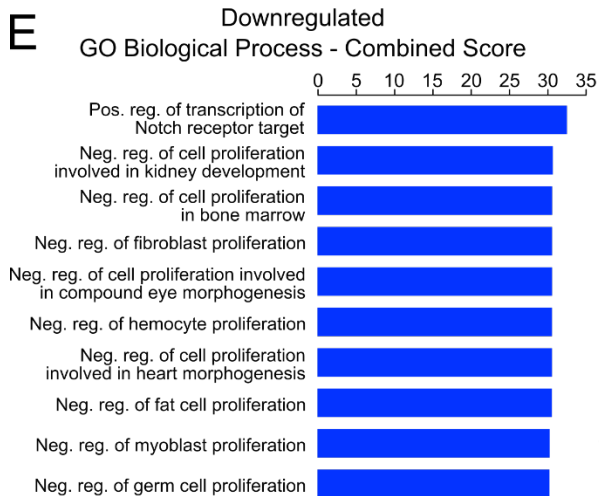 E
Downregulated
GO Biological Process - Combined Score
0 5 10 15 20 25 30 35
Pos. reg. of transcription of
Notch receptor target
Neg. reg. of cell proliferation
involved in kidney development
Neg. reg. of cell proliferation
in bone marrow
Neg. reg. of fibroblast proliferation
Neg. reg. of cell proliferation involved
in compound eye morphogenesis
Neg. reg. of hemocyte proliferation
Neg. reg. of cell proliferation
involved in heart morphogenesis
Neg. reg. of fat cell proliferation
Neg. reg. of myoblast proliferation
Neg. reg. of germ cell proliferation